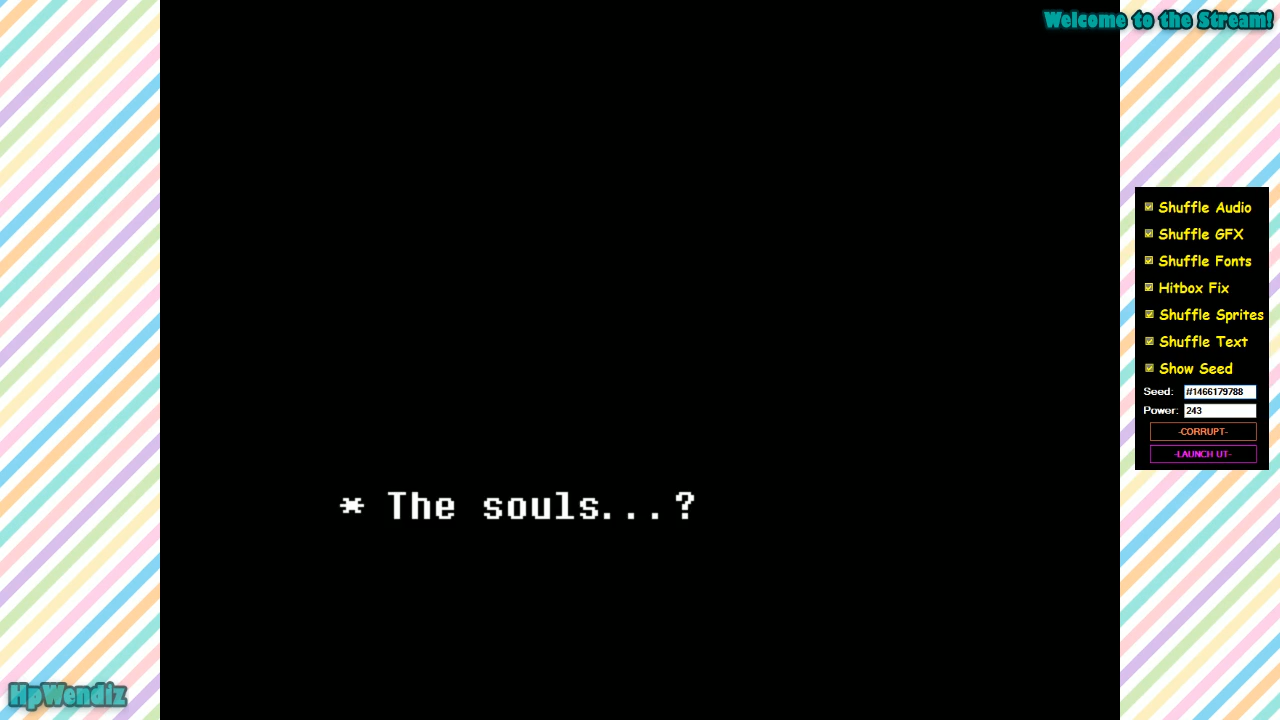 Welcome to the Stream!
Shuffle Audio
Shuffle GFX
Shuffle Fonts
Hitbox Fix
Shuffle Sprites
Shuffle Text
Show Seed
Seed: #1466179788
Power: 243
-CORRUPT-
-LAUNCH UT-
* The souls...?
HpWendiz